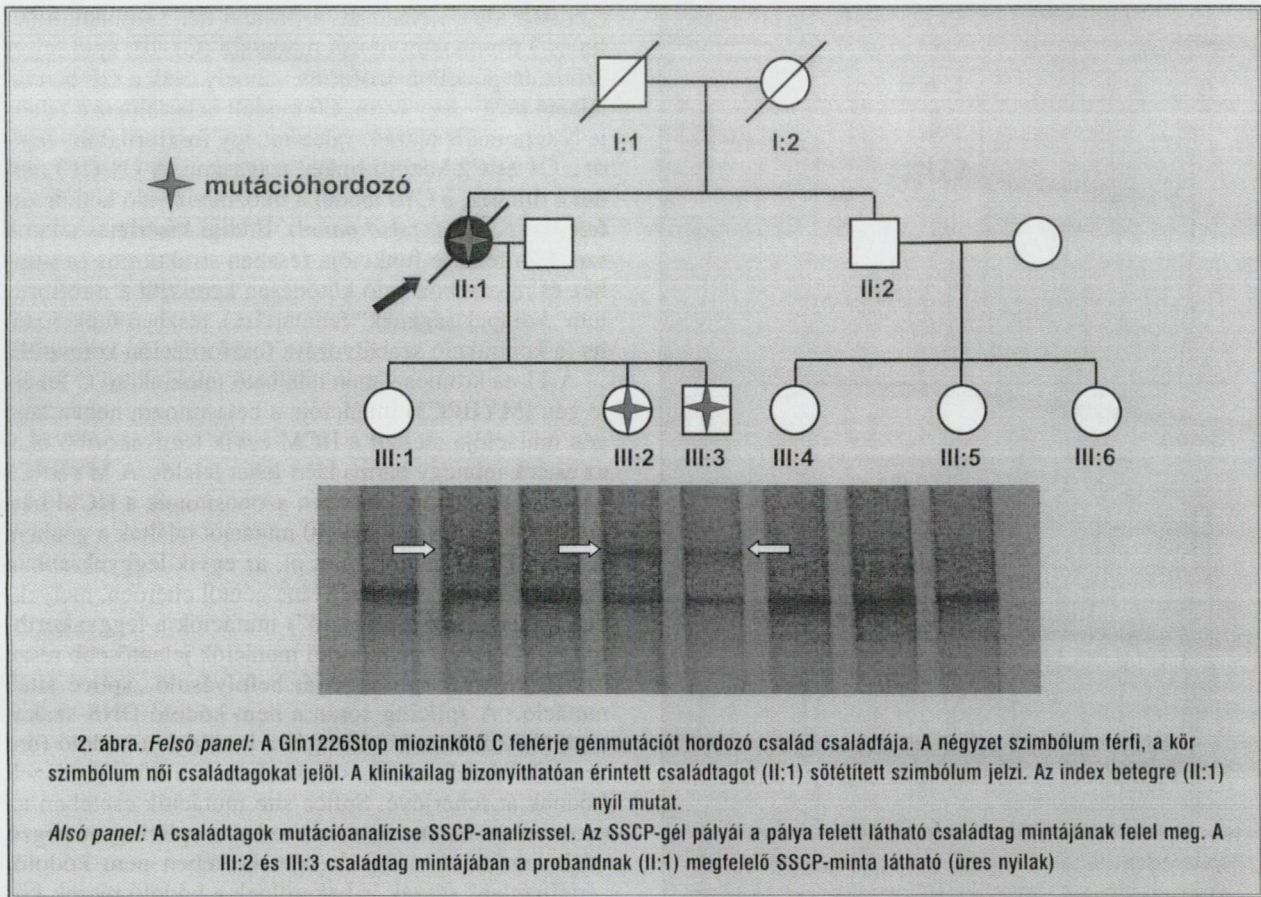 I:1 I:2
mutációhordozó
II:1 II:2
III:1 III:2 III:3 III:4 III:5 III:6
2. ábra. Felső panel: A Gln1226Stop miozinkötő C fehérje génmutációt hordozó család családfája. A négyzet szimbólum férfi, a kör
szimbólum női családtagokat jelöl. A klinikailag bizonyíthatóan érintett családtagot (II:1) sötétített szimbólum jelzi. Az index betegre (II:1)
nyíl mutat.
Alsó panel: A családtagok mutációanalízise SSCP-analízissel. Az SSCP-gél pályái a pálya felett látható családtag mintájának felel meg. A
III:2 és III:3 családtag mintájában a probandnak (II:1) megfelelő SSCP-minta látható (üres nyilak)